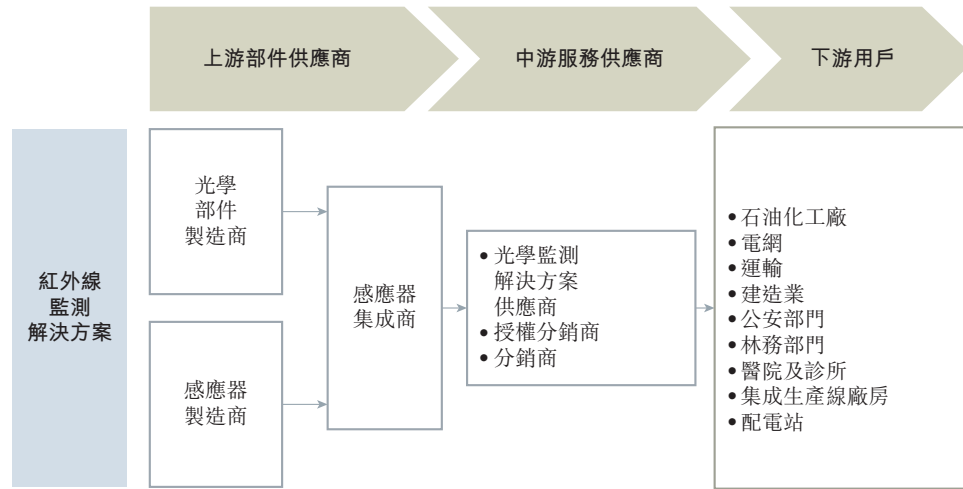 上游部件供應商
中游服務供應商
下游用戶
紅外線
監測
解決方案
光學
部件
製造商
感應器
製造商
感應器
集成商
• 光學監測
解決方案
供應商
• 授權分銷商
• 分銷商
• 石油化工廠
• 電網
• 運輸
• 建造業
• 公安部門
• 林務部門
• 醫院及診所
• 集成生產線廠房
• 配電站